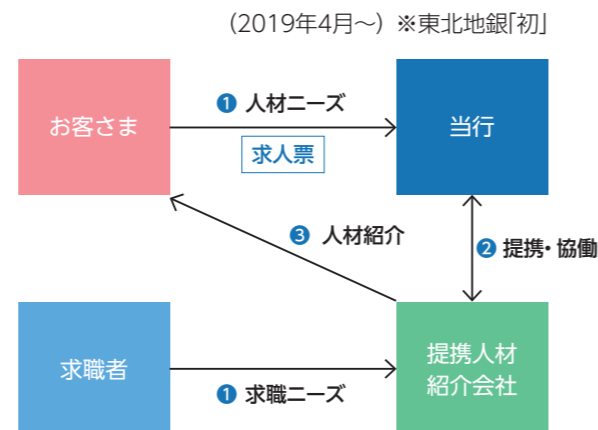 （2019年4月～）※東北地銀「初」
お客さま
❶ 人材ニーズ
求人票
当行
❸ 人材紹介
❷ 提携・協働
求職者
❶ 求職ニーズ
提携人材
紹介会社